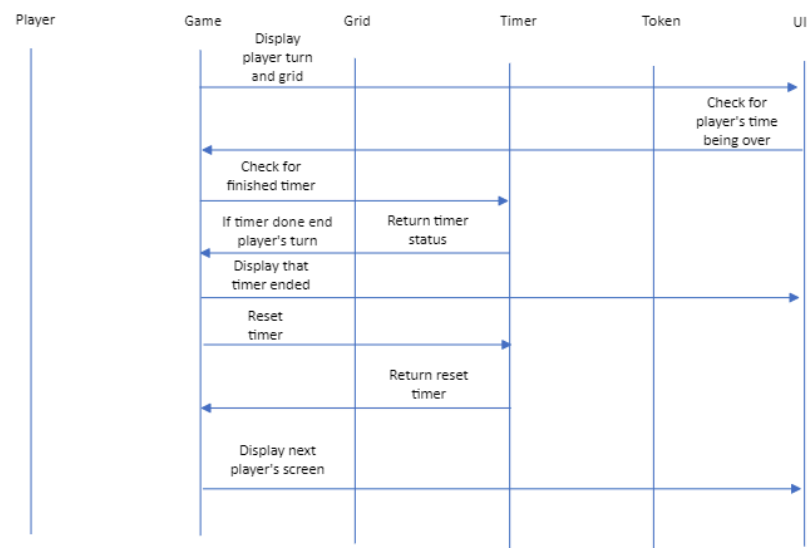 Player
Game
Grid
Timer
Token
UI
Display
player turn
and grid
Check for
player's time
being over
Check for
finished timer
If timer done end
player's turn
Return timer
status
Display that
timer ended
Reset
timer
Return reset
timer
Display next
player's screen